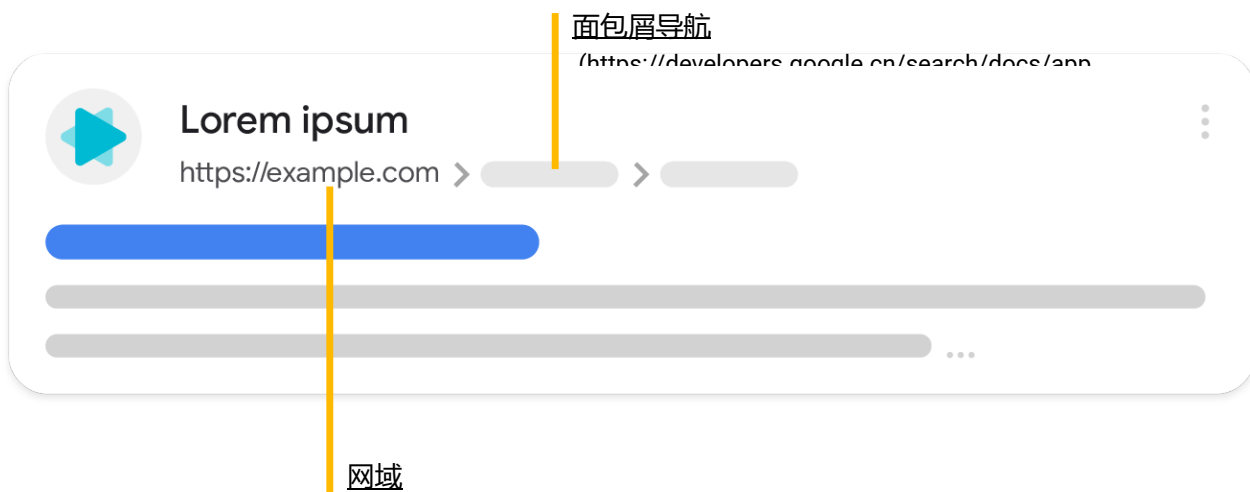 面包屑导航
(https://developers.google.cn/search/docs/app
Lorem ipsum
https://example.com
...
网域